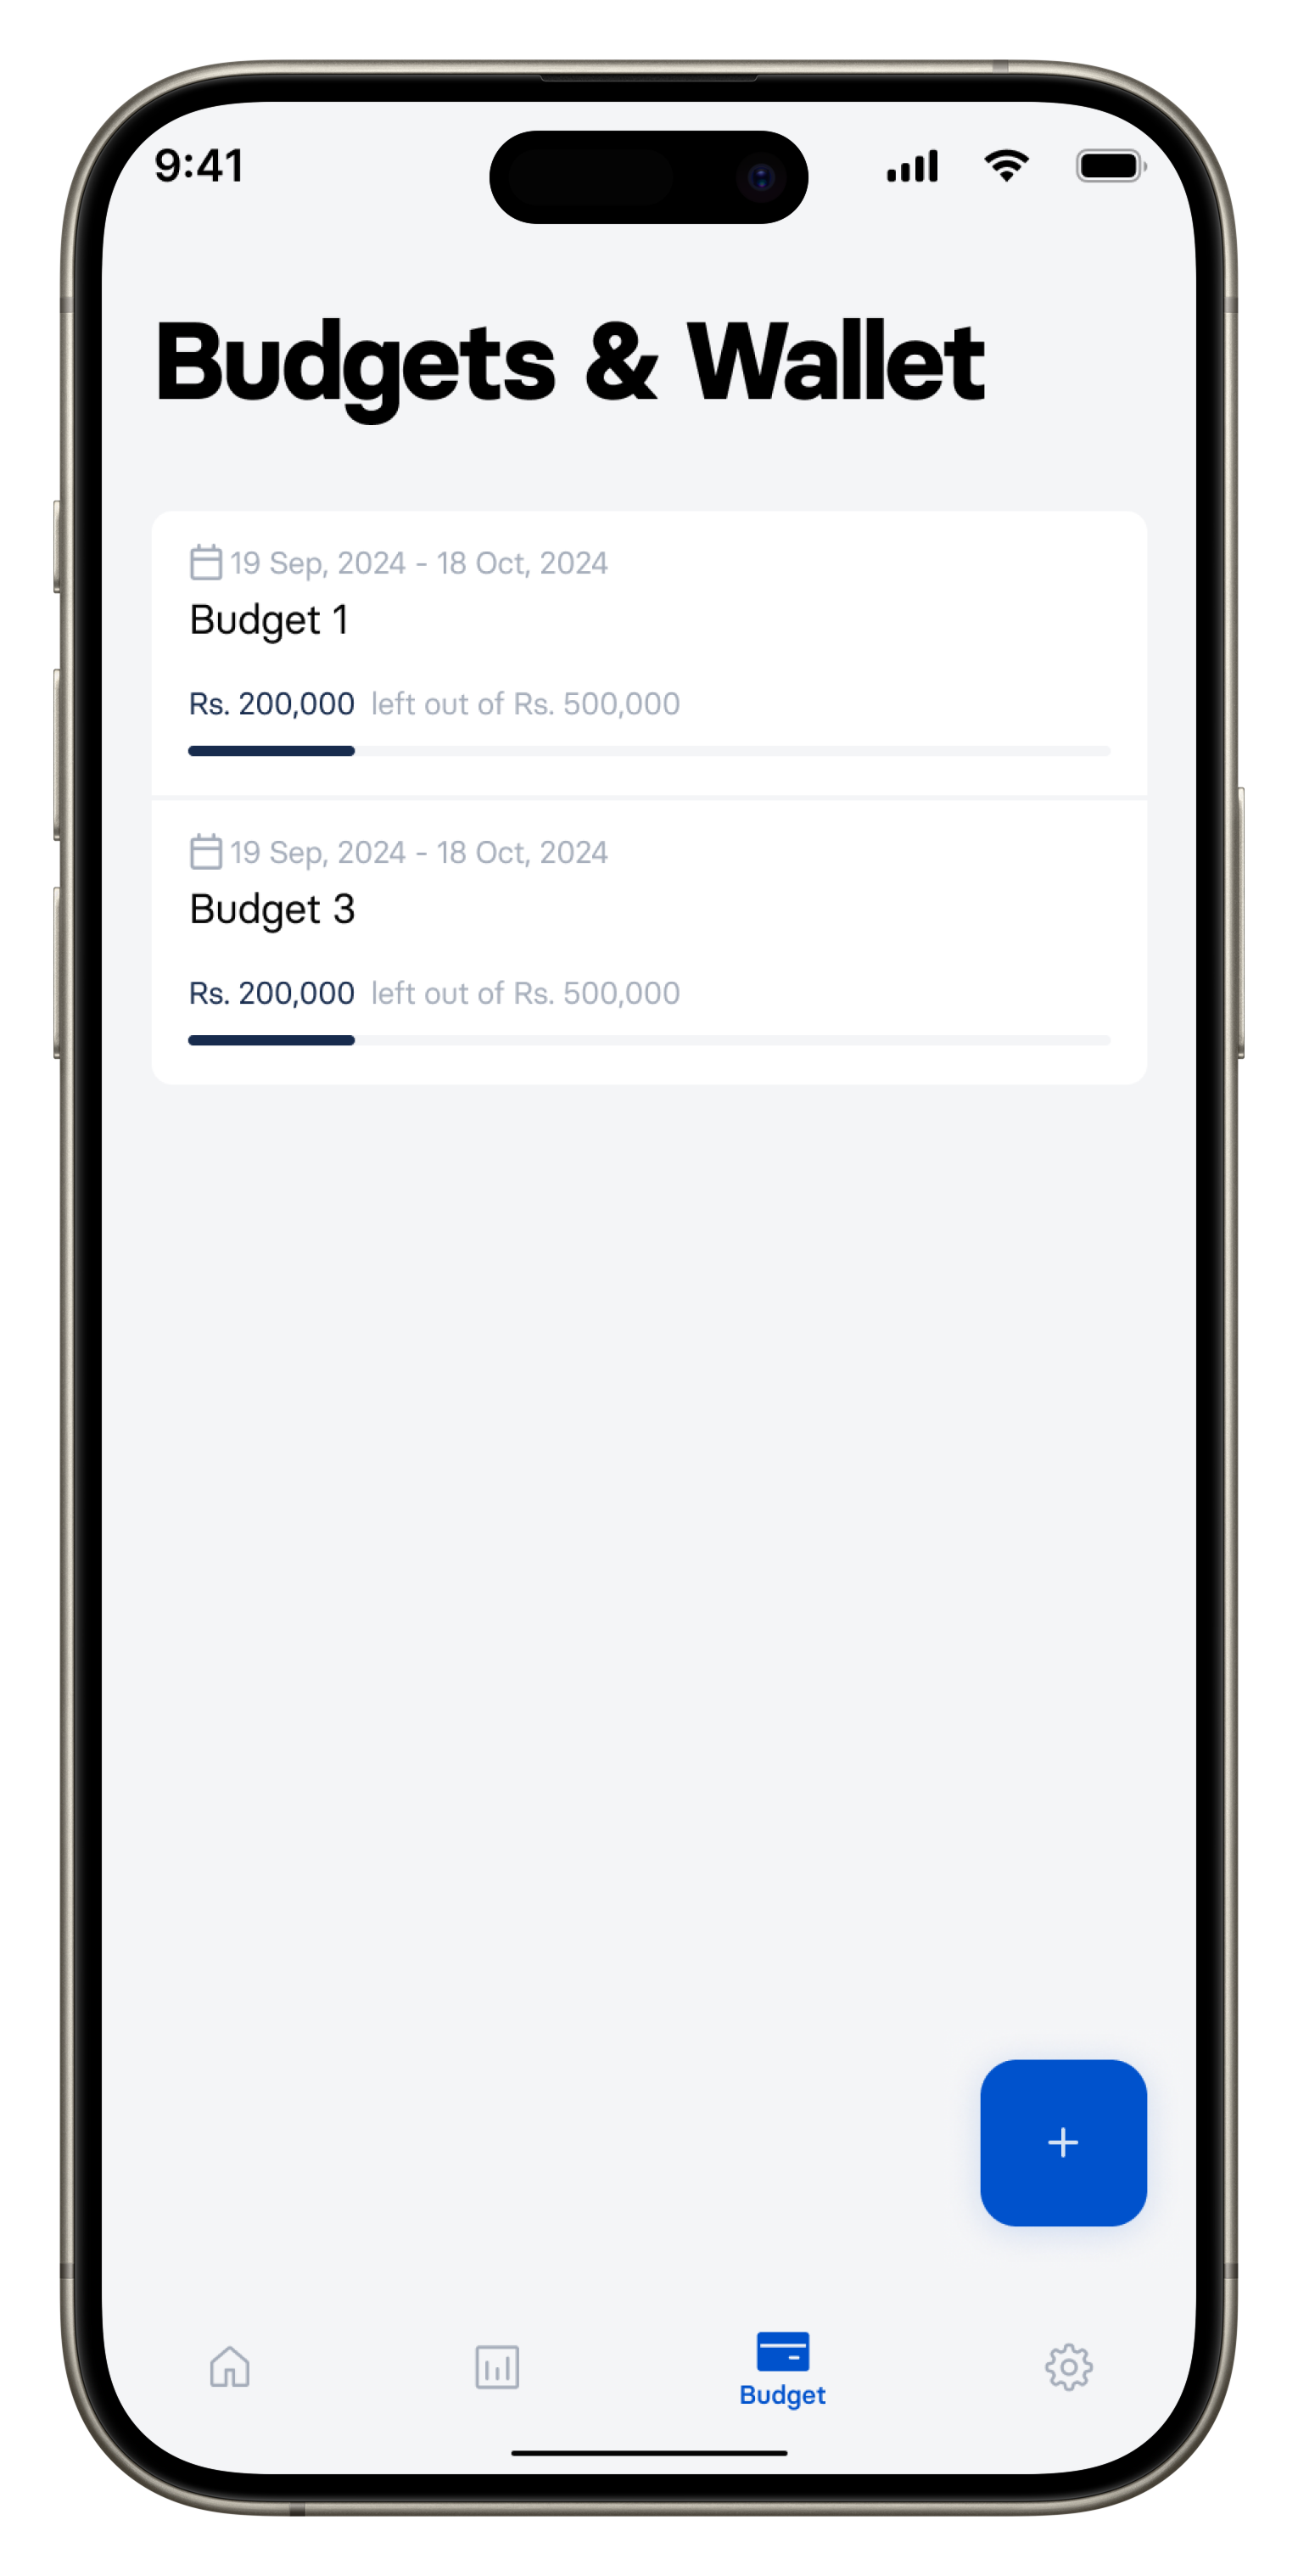 9:41
Budgets & Wallet
19 Sep, 2024 - 18 Oct, 2024
Budget 1
Rs. 200,000 left out of Rs. 500,000
19 Sep, 2024 - 18 Oct, 2024
Budget 3
Rs. 200,000 left out of Rs. 500,000
Budget